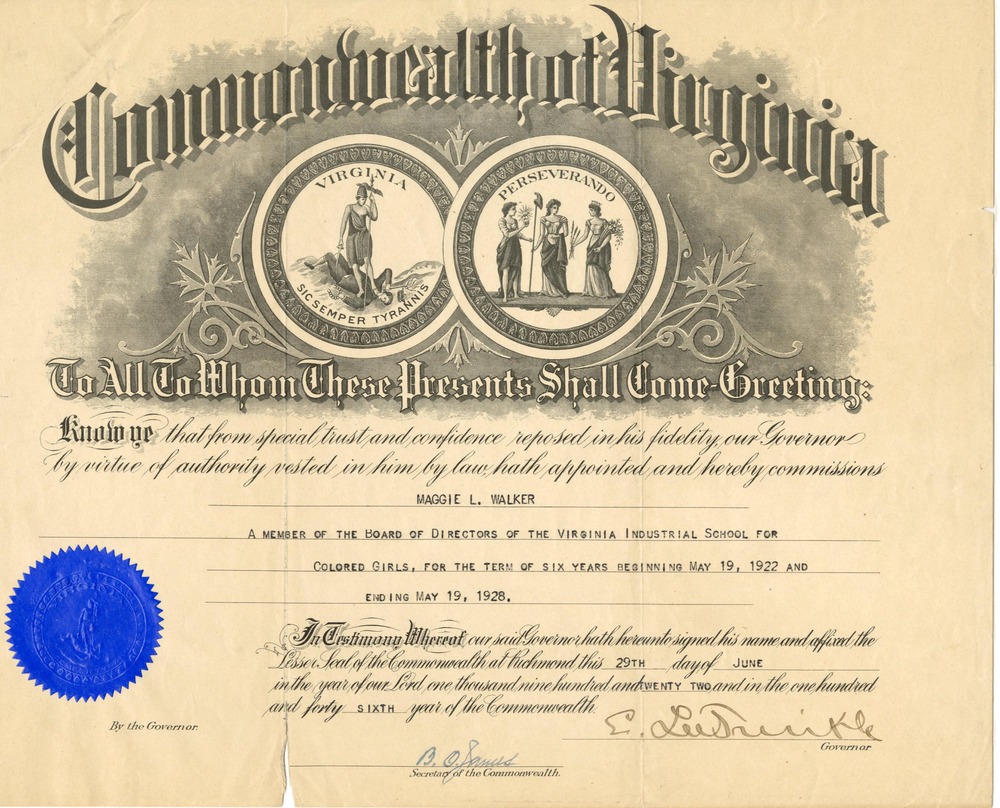 Commonwealth of Virginia
VIRGINIA
SIC SEMPER TYRANNIS
PERSEVERANDO
To All To Whom These Presents Shall Come-Greeting:
Know ye that from special trust and confidence reposed in his fidelity, our Governor
by virtue of authority vested in him by law, hath appointed and hereby commissions
MAGGIE L. WALKER
A MEMBER OF THE BOARD OF DIRECTORS OF THE VIRGINIA INDUSTRIAL SCHOOL FOR
COLORED GIRLS, FOR THE TERM OF SIX YEARS BEGINNING MAY 19, 1922 AND
ENDING MAY 19, 1928.
In Testimony Whereof, our said Governor hath hereunto signed his name and affixed the
Lesser Seal of the Commonwealth at Richmond this 29TH day of JUNE
in the year of our Lord one thousand nine hundred and TWENTY TWO and in the one hundred
and forty SIXTH year of the Commonwealth.
By the Governor.
E. Lee Trinkle
Governor.
B. O. James
Secretary of the Commonwealth.